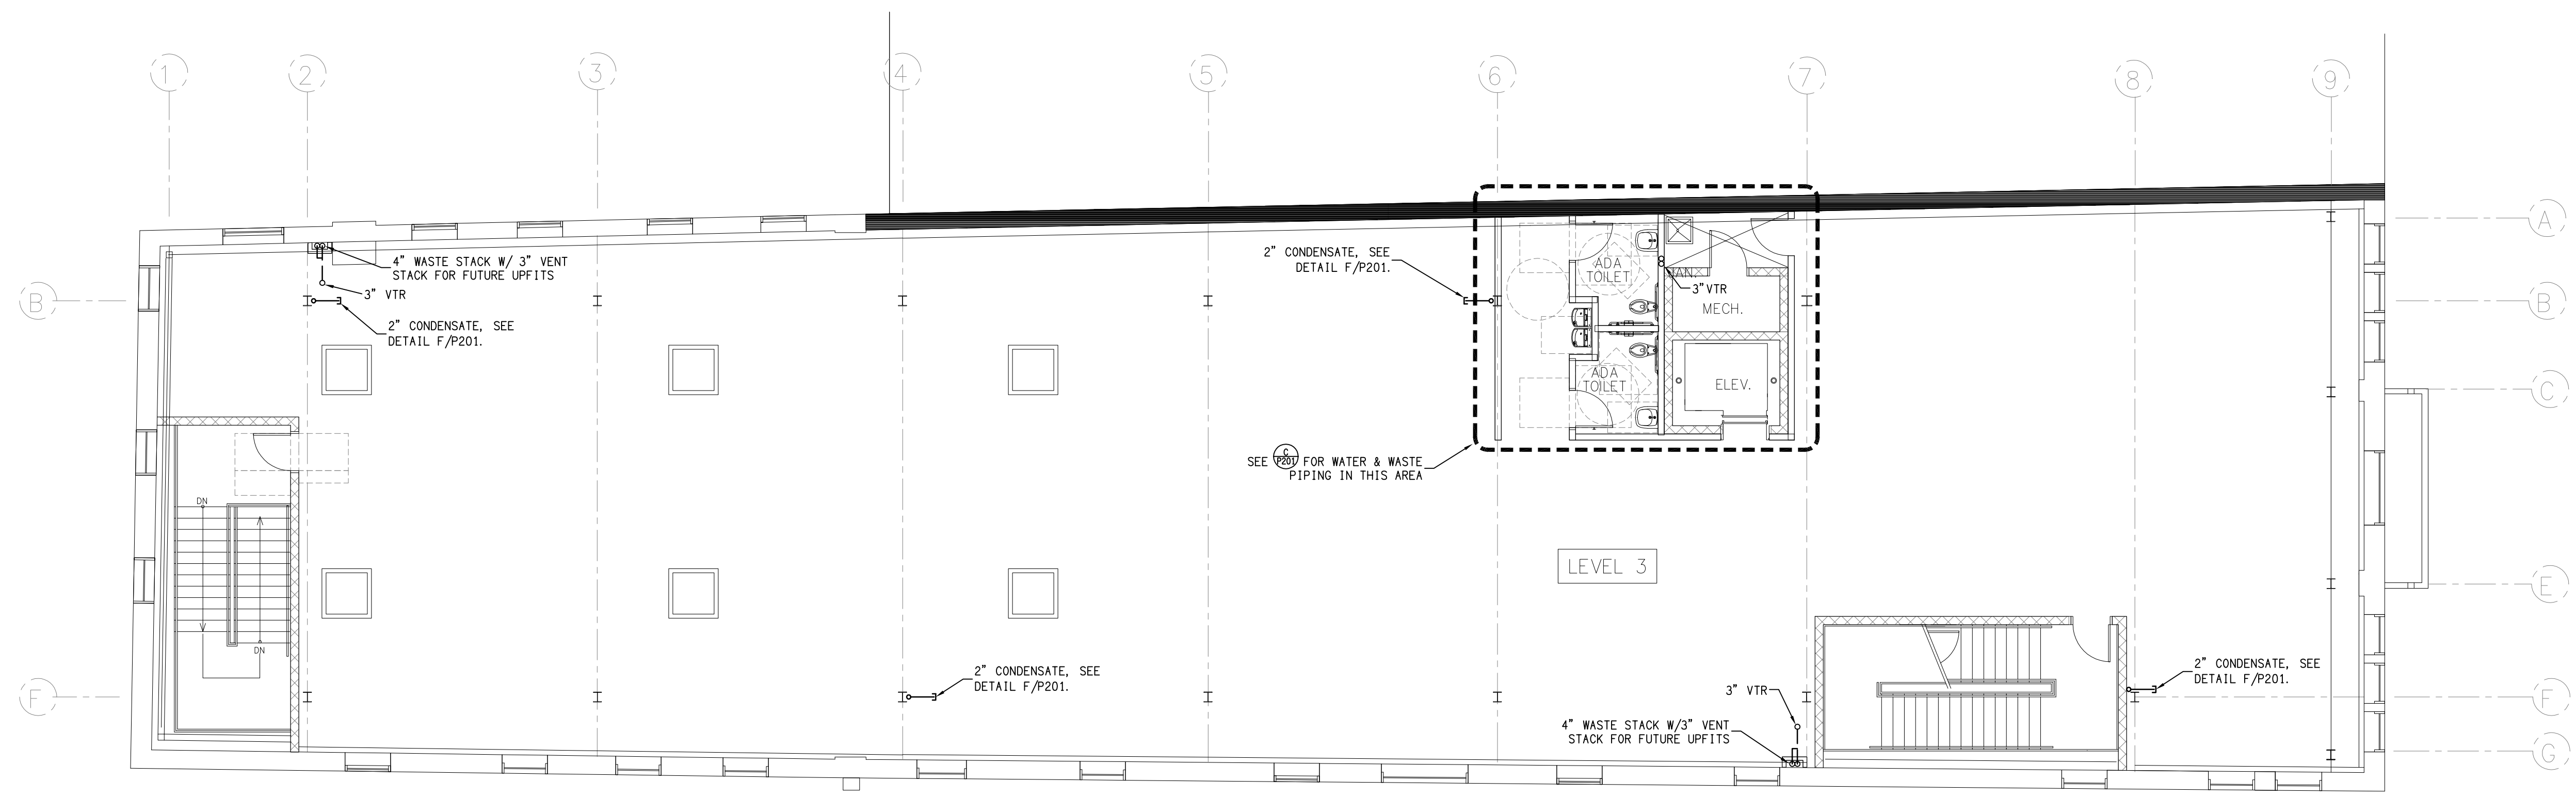 1
2
3
4
5
6
7
8
9
A
B
C
E
F
G
B
F
4" WASTE STACK W/ 3" VENT
STACK FOR FUTURE UPFITS
3" VTR
2" CONDENSATE, SEE
DETAIL F/P201.
2" CONDENSATE, SEE
DETAIL F/P201.
ADA
TOILET
JAN.
3"VTR
MECH.
ADA
TOILET
ELEV.
SEE C FOR WATER & WASTE
P201
PIPING IN THIS AREA
DN
DN
LEVEL 3
2" CONDENSATE, SEE
DETAIL F/P201.
3" VTR
4" WASTE STACK W/3" VENT
STACK FOR FUTURE UPFITS
2" CONDENSATE, SEE
DETAIL F/P201.